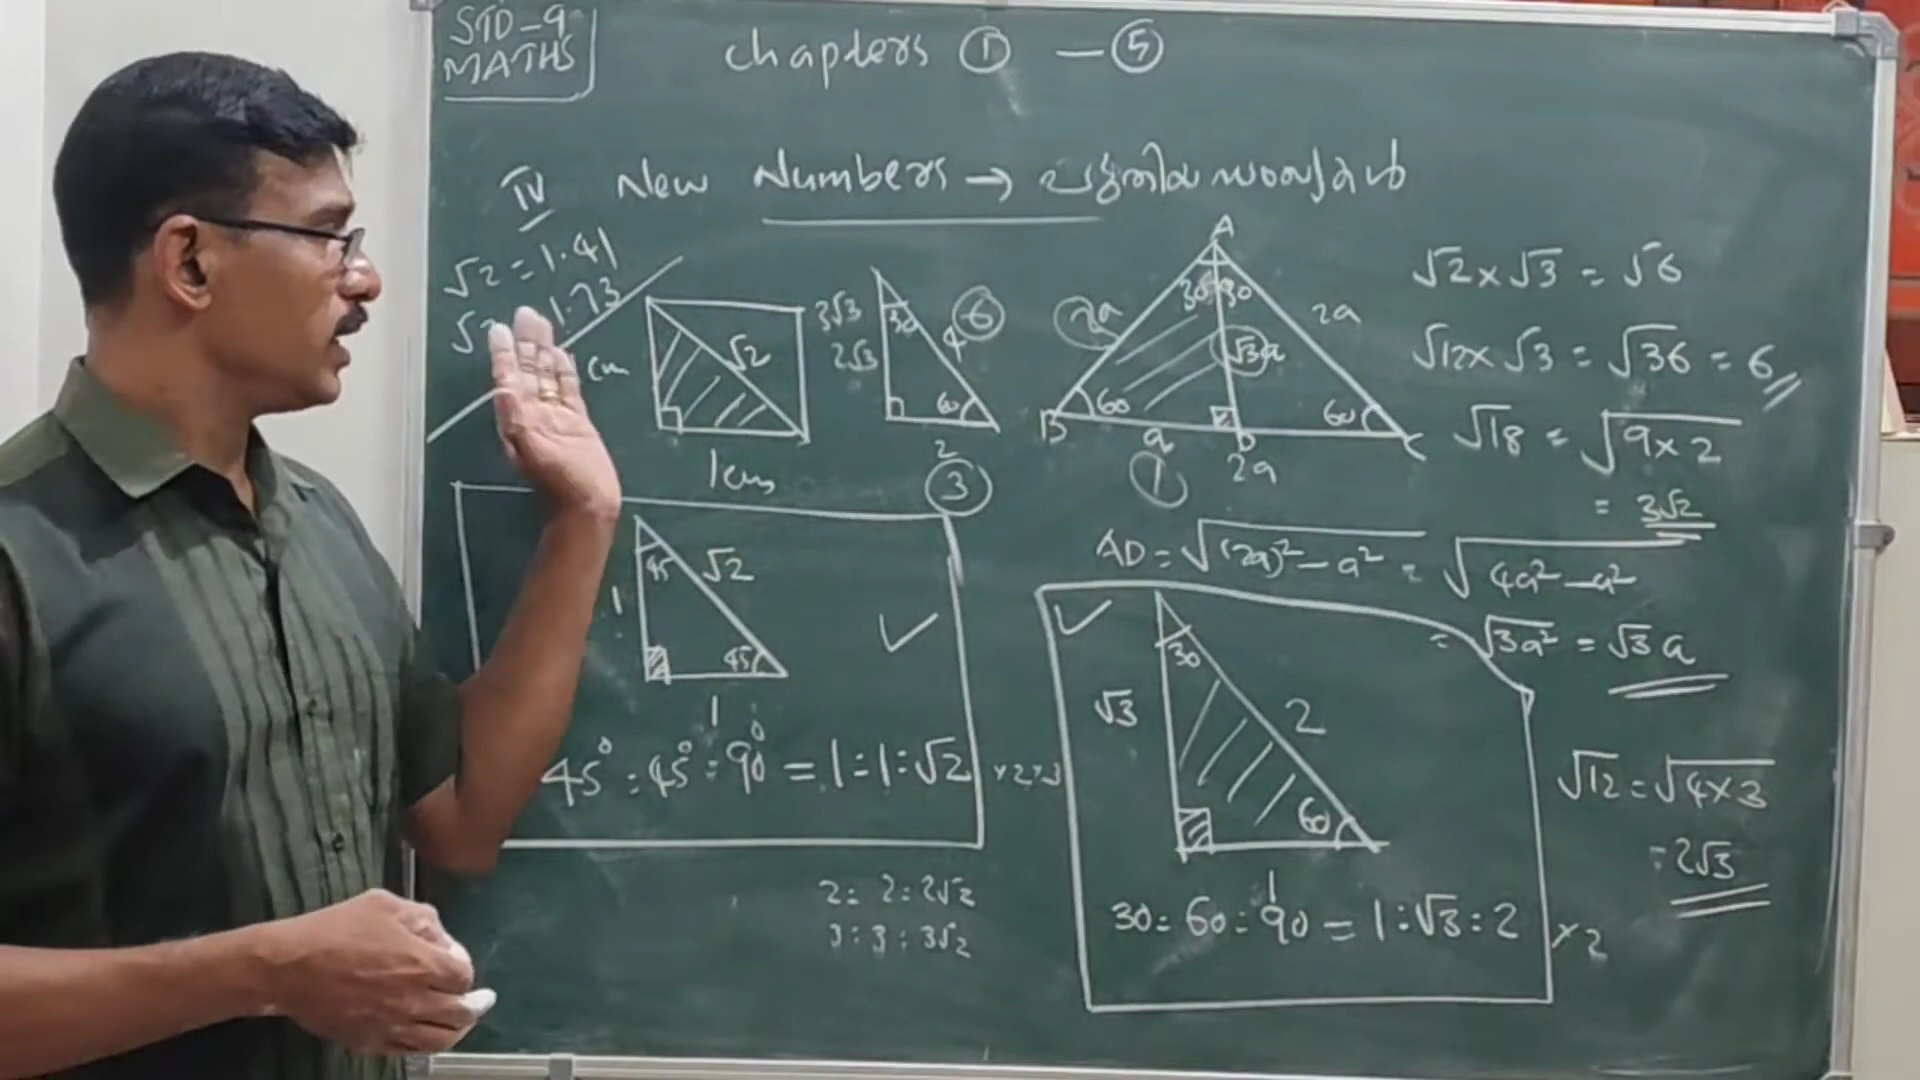 STD-9
MATHS
chapters ① - ⑤
IV New Numbers → പുതിയ സംഖ്യകൾ
√2 = 1.41
1.73
cm
√2
1cm
3√3
2√3
30
4
⑥
60
2
③
A
30 30
2a
2a
√3a
60
60
B
a
D
C
①
2a
√2 × √3 = √6
√12 × √3 = √36 = 6
√18 = √9×2
= 3√2
AD = √(2a)² - a² = √4a² - a²
= √3a² = √3 a
45
√2
1
45
1
45° : 45° : 90° = 1 : 1 : √2 ×2×3
2 : 2 : 2√2
3 : 3 : 3√2
30
√3
2
60
1
30 : 60 : 90 = 1 : √3 : 2 ×2
√12 = √4×3
= 2√3